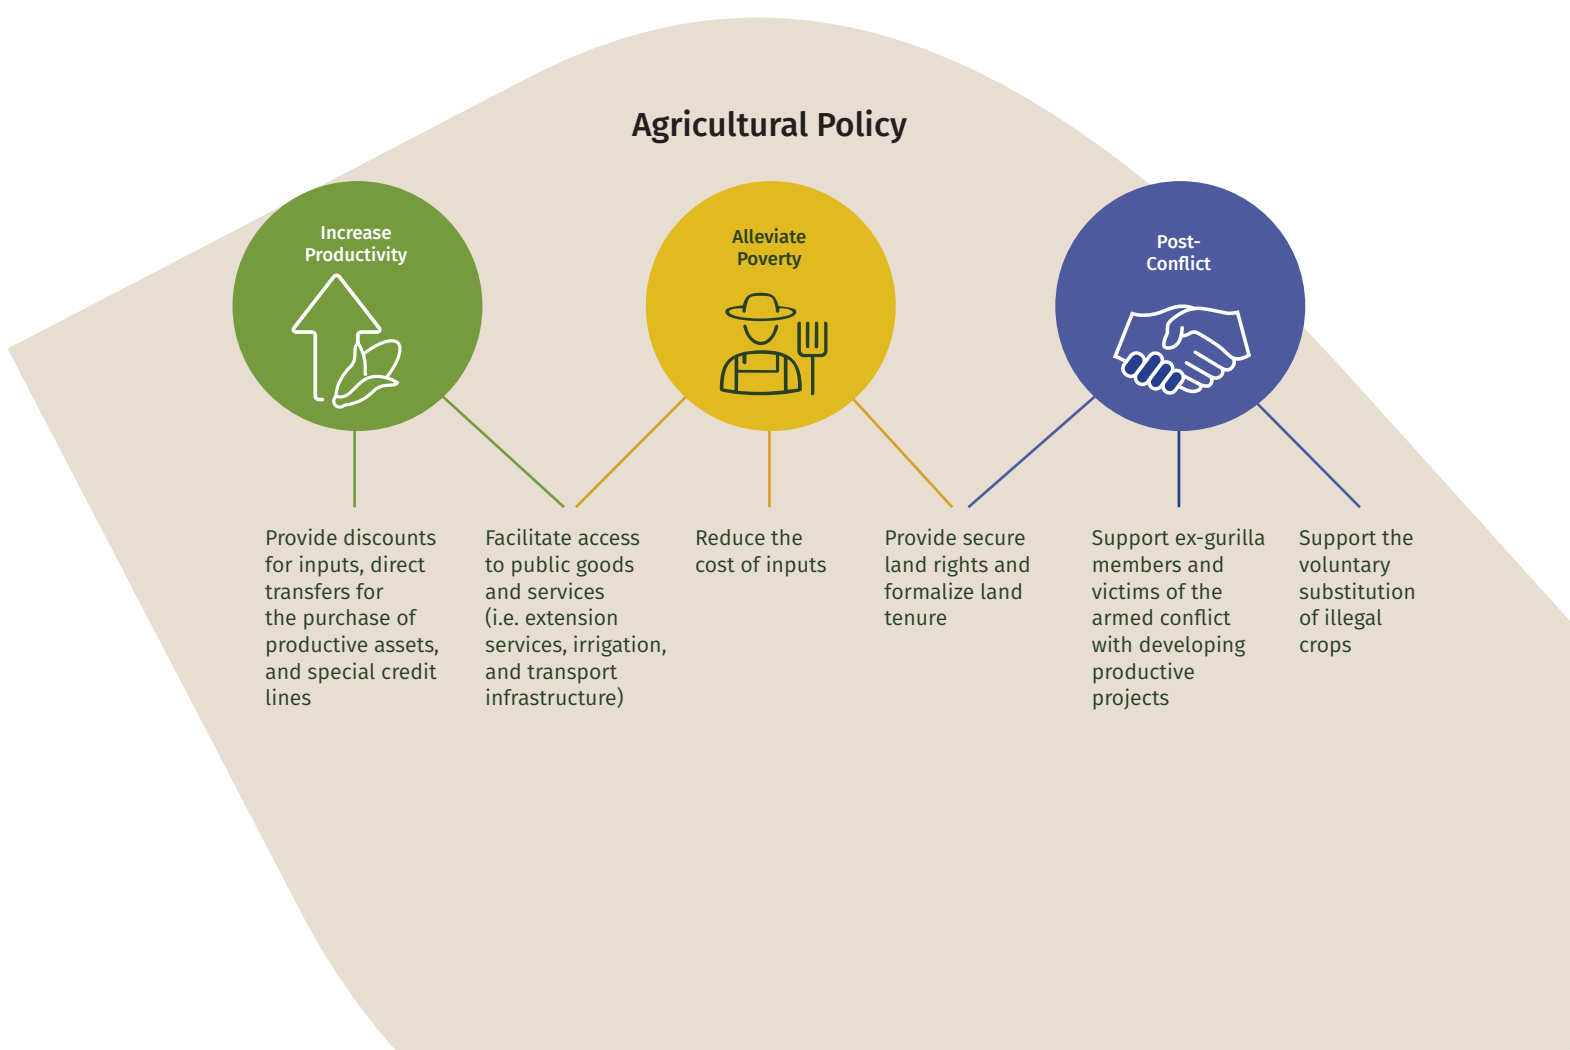 Agricultural Policy
Increase
Productivity
Alleviate
Poverty
Post-
Conflict
Provide discounts
for inputs, direct
transfers for
the purchase of
productive assets,
and special credit
lines
Facilitate access
to public goods
and services
(i.e. extension
services, irrigation,
and transport
infrastructure)
Reduce the
cost of inputs
Provide secure
land rights and
formalize land
tenure
Support ex-gurilla
members and
victims of the
armed conflict
with developing
productive
projects
Support the
voluntary
substitution
of illegal
crops